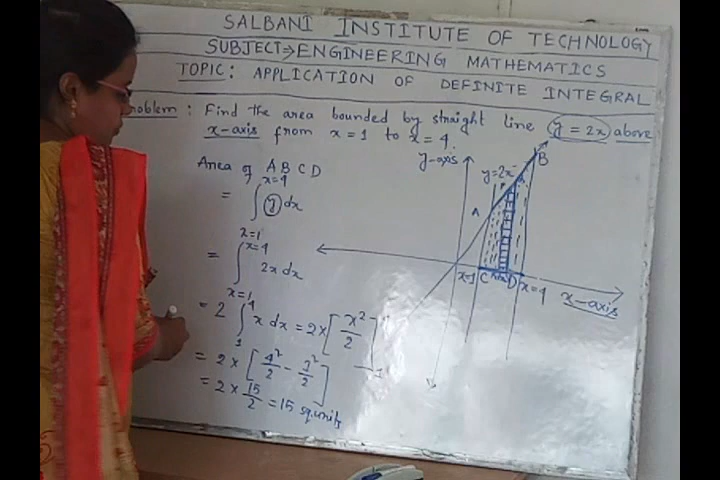 SALBANI INSTITUTE OF TECHNOLOGY
SUBJECT⇒ENGINEERING MATHEMATICS
TOPIC: APPLICATION OF DEFINITE INTEGRAL
roblem: Find the area bounded by straight line y = 2x above
x-axis from x = 1 to x = 4.
Area of A B C D
= ∫_{x=1}^{x=4} y dx
= ∫_{x=1}^{x=4} 2x dx
= 2 ∫_1^4 x dx = 2 × [x²/2]
= 2 × [4²/2 - 1²/2]
= 2 × 15/2 = 15 sq.units
y-axis
B
y=2x
A
x=1 C D x=4
x-axis